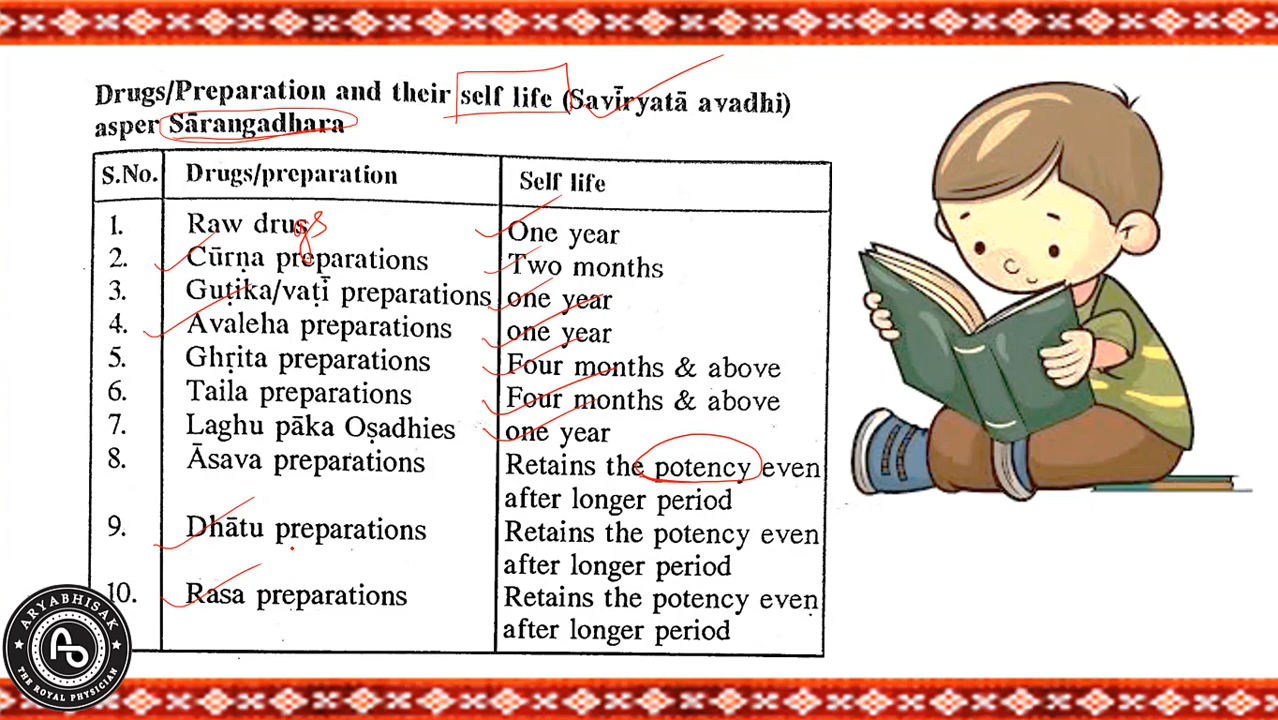 Drugs/Preparation and their self life (Savīryatā avadhi)
asper Sārangadhara
S.No. Drugs/preparation Self life
1. Raw drus gs One year
2. Cūrṇa preparations Two months
3. Guṭika/vaṭī preparations one year
4. Avaleha preparations one year
5. Ghṛita preparations Four months & above
6. Taila preparations Four months & above
7. Laghu pāka Oṣadhies one year
8. Āsava preparations Retains the potency even
after longer period
9. Dhātu preparations Retains the potency even
after longer period
10. Rasa preparations Retains the potency even
after longer period
ARYABHISAK
THE ROYAL PHYSICIAN